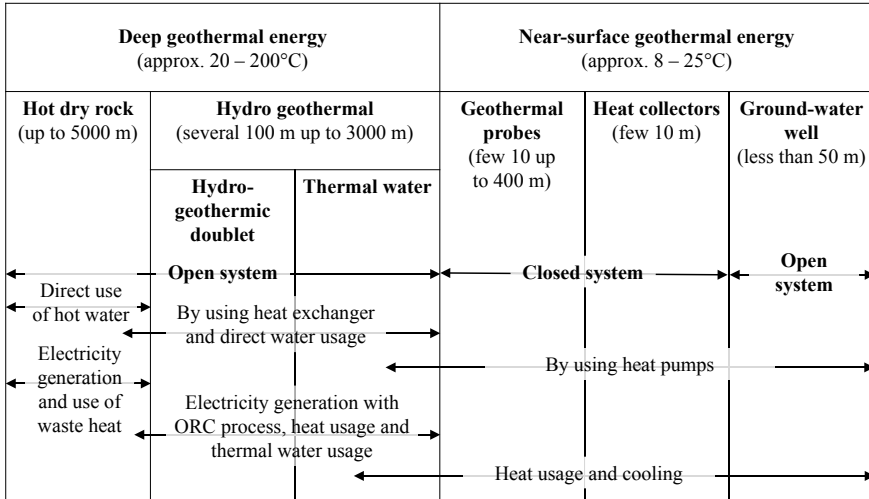 Deep geothermal energy
(approx. 20 – 200°C)
Near-surface geothermal energy
(approx. 8 – 25°C)
Hot dry rock
(up to 5000 m)
Hydro geothermal
(several 100 m up to 3000 m)
Geothermal
probes
(few 10 up
to 400 m)
Heat collectors
(few 10 m)
Ground-water
well
(less than 50 m)
Hydro-
geothermic
doublet
Thermal water
Open system
Closed system
Open
system
Direct use
of hot water
By using heat exchanger
and direct water usage
By using heat pumps
Electricity
generation
and use of
waste heat
Electricity generation with
ORC process, heat usage and
thermal water usage
Heat usage and cooling